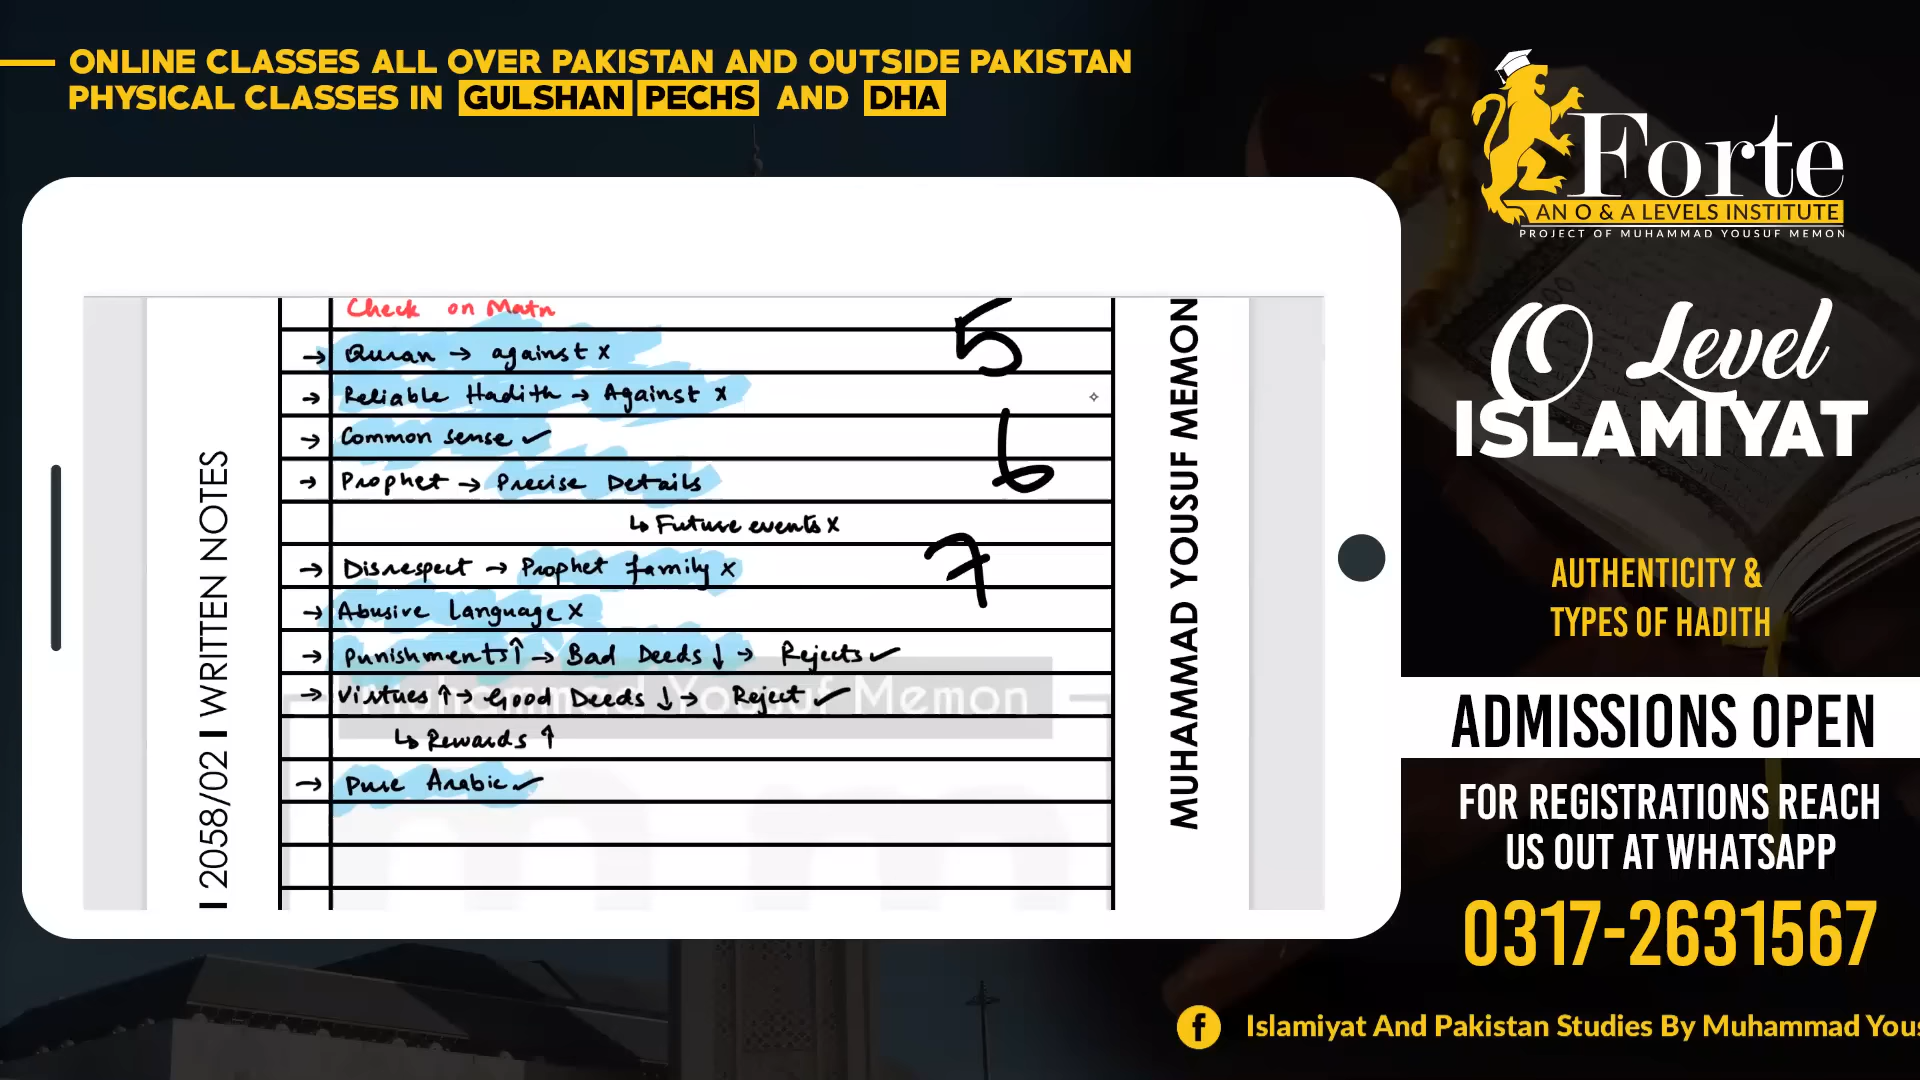 ONLINE CLASSES ALL OVER PAKISTAN AND OUTSIDE PAKISTAN
PHYSICAL CLASSES IN GULSHAN PECHS AND DHA
Forte
AN O & A LEVELS INSTITUTE
PROJECT OF MUHAMMAD YOUSUF MEMON
O Level
ISLAMIYAT
AUTHENTICITY &
TYPES OF HADITH
ADMISSIONS OPEN
FOR REGISTRATIONS REACH
US OUT AT WHATSAPP
0317-2631567
Islamiyat And Pakistan Studies By Muhammad Yous
I 2058/02 I WRITTEN NOTES
Check on Matn
→ Quran → against x
5
→ Reliable Hadith → Against x
→ Common sense ✓
6
→ Prophet → Precise Details
↳ Future events x
→ Disrespect → Prophet family x
7
→ Abusive Language x
→ Punishments ↑ → Bad Deeds ↓ → Rejects ✓
→ Virtues ↑ → Good Deeds ↓ → Reject ✓
Muhammad Yousuf Memon
↳ Rewards ↑
→ Pure Arabic ✓
MUHAMMAD YOUSUF MEMON